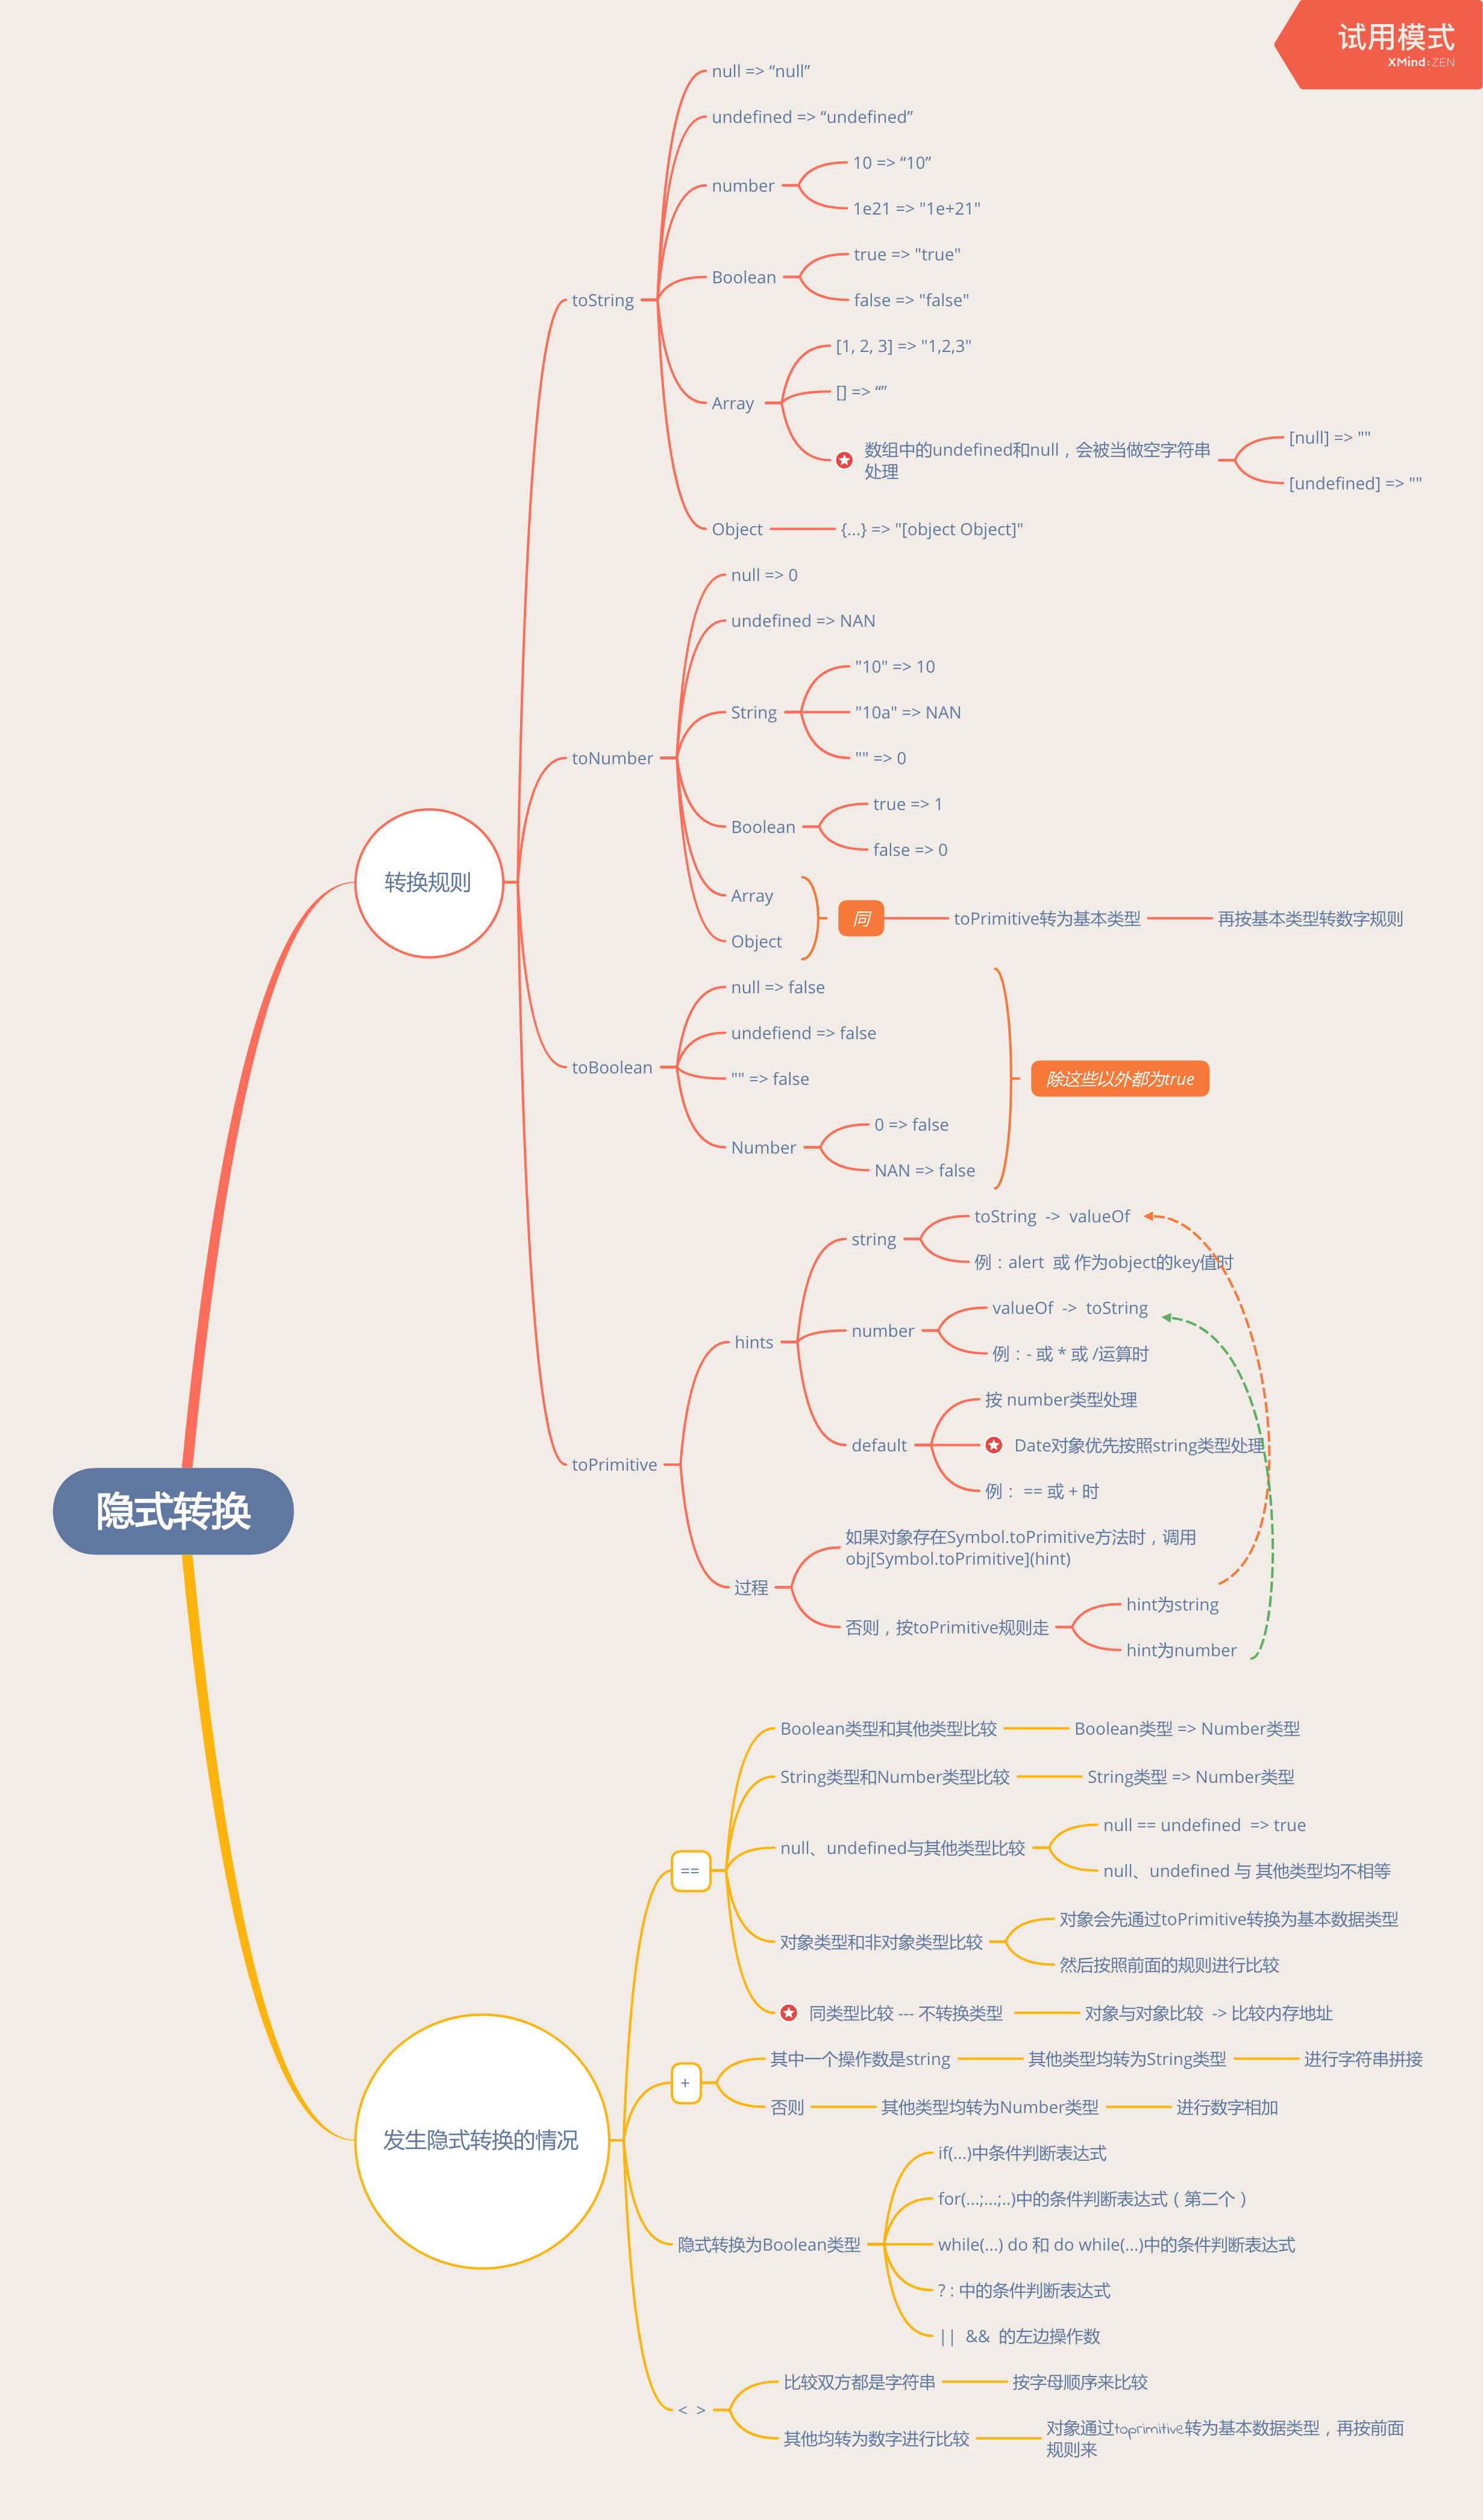 试用模式
XMind:ZEN
null => “null”
undefined => “undefined”
number
10 => “10”
1e21 => "1e+21"
Boolean
true => "true"
false => "false"
toString
[1, 2, 3] => "1,2,3"
[] => “”
Array
数组中的undefined和null，会被当做空字符串
处理
[null] => ""
[undefined] => ""
Object
{...} => "[object Object]"
null => 0
undefined => NAN
"10" => 10
String
"10a" => NAN
"" => 0
toNumber
true => 1
Boolean
false => 0
转换规则
Array
Object
同
toPrimitive转为基本类型
再按基本类型转数字规则
null => false
undefiend => false
toBoolean
"" => false
除这些以外都为true
Number
0 => false
NAN => false
string
toString -> valueOf
例：alert 或 作为object的key值时
hints
number
valueOf -> toString
例：- 或 * 或 /运算时
default
按 number类型处理
Date对象优先按照string类型处理
例： == 或 + 时
toPrimitive
隐式转换
过程
如果对象存在Symbol.toPrimitive方法时，调用
obj[Symbol.toPrimitive](hint)
否则，按toPrimitive规则走
hint为string
hint为number
Boolean类型和其他类型比较
Boolean类型 => Number类型
String类型和Number类型比较
String类型 => Number类型
null、undefined与其他类型比较
null == undefined => true
null、undefined 与 其他类型均不相等
==
对象类型和非对象类型比较
对象会先通过toPrimitive转换为基本数据类型
然后按照前面的规则进行比较
同类型比较 --- 不转换类型
对象与对象比较 -> 比较内存地址
+
其中一个操作数是string
其他类型均转为String类型
进行字符串拼接
否则
其他类型均转为Number类型
进行数字相加
发生隐式转换的情况
if(...)中条件判断表达式
for(...;...;..)中的条件判断表达式（第二个）
隐式转换为Boolean类型
while(...) do 和 do while(...)中的条件判断表达式
? : 中的条件判断表达式
|| && 的左边操作数
< >
比较双方都是字符串
按字母顺序来比较
其他均转为数字进行比较
对象通过toprimitive转为基本数据类型，再按前面
规则来